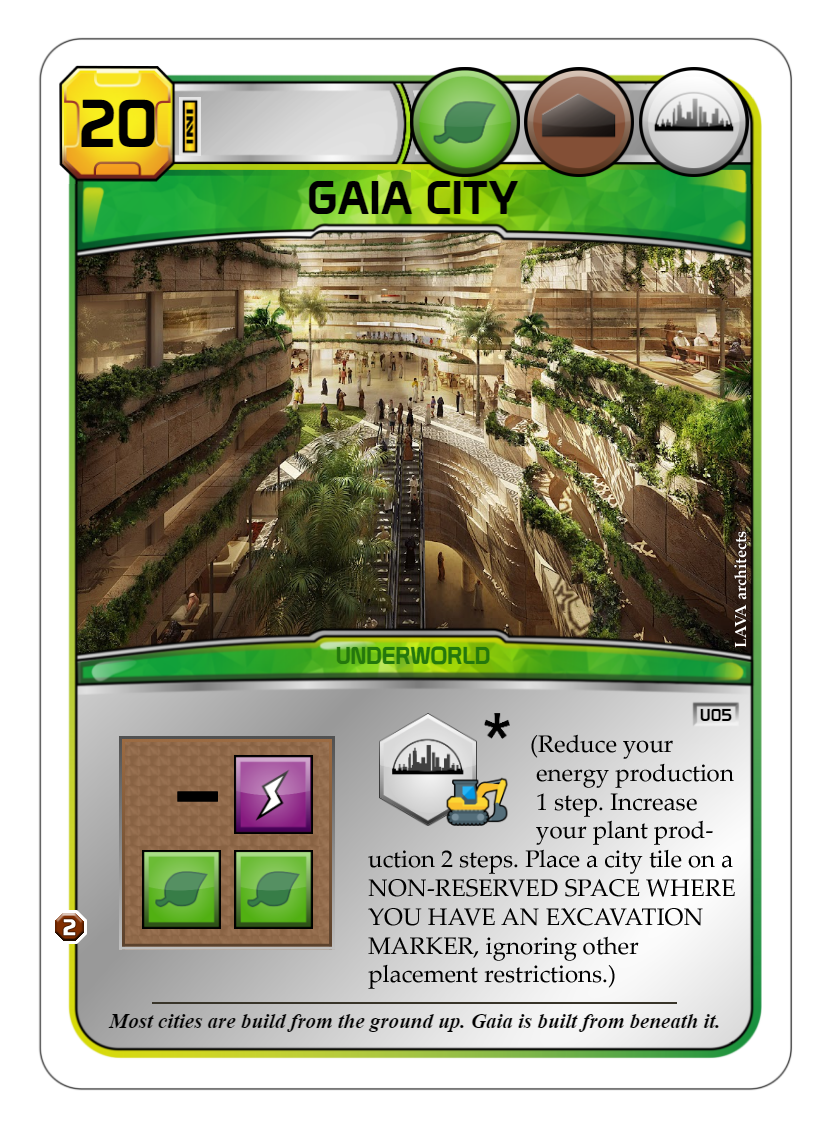 20
GAIA CITY
LAVA architects
UNDERWORLD
U05
*
(Reduce your
energy production
1 step. Increase
your plant prod-
uction 2 steps. Place a city tile on a
NON-RESERVED SPACE WHERE
YOU HAVE AN EXCAVATION
MARKER, ignoring other
placement restrictions.)
2
Most cities are build from the ground up. Gaia is built from beneath it.